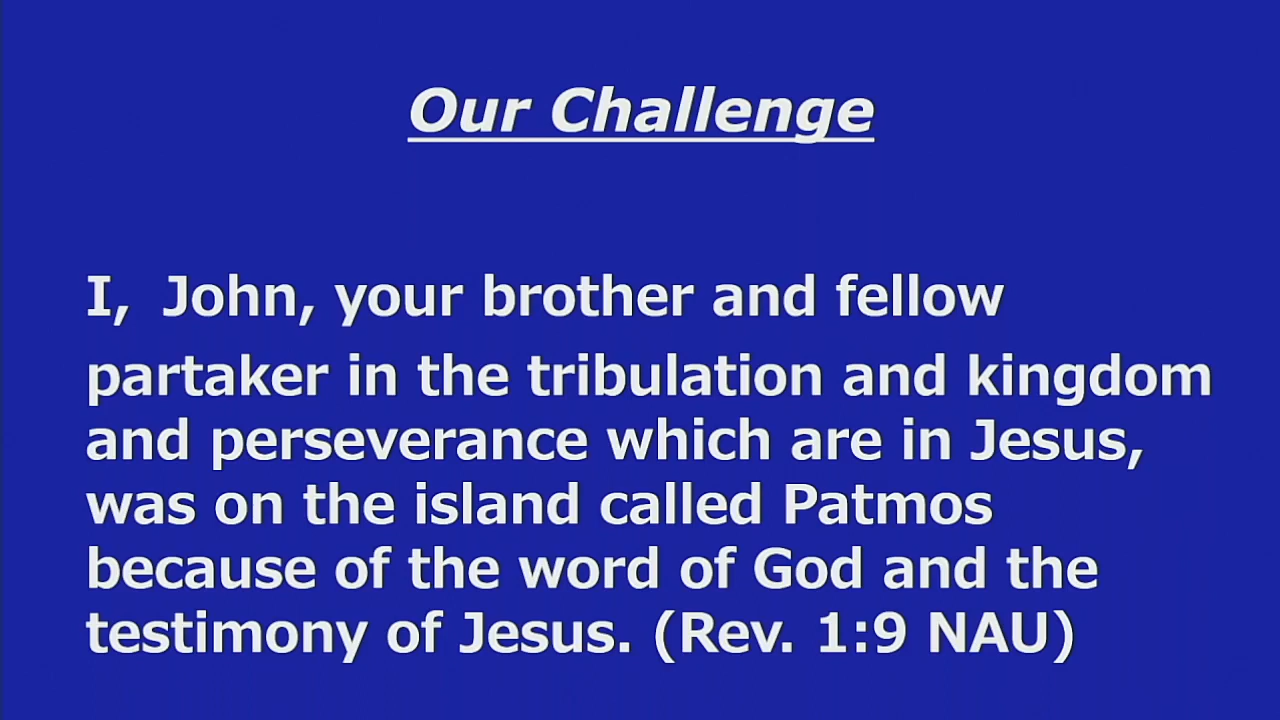 Our Challenge
I, John, your brother and fellow
partaker in the tribulation and kingdom
and perseverance which are in Jesus,
was on the island called Patmos
because of the word of God and the
testimony of Jesus. (Rev. 1:9 NAU)